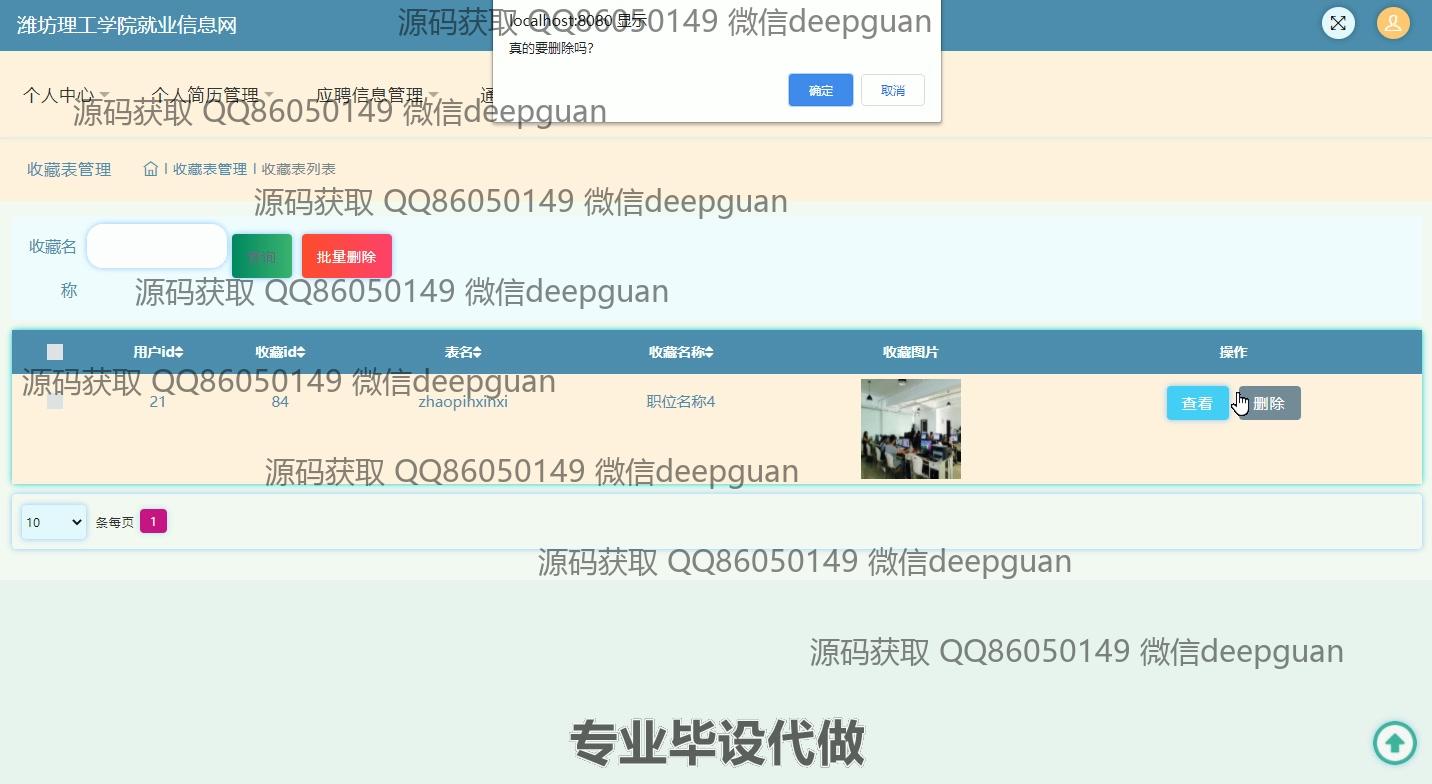 潍坊理工学院就业信息网
源码获取 QQ86050149 微信deepguan
localhost:8080 显示
真的要删除吗?
确定
取消
个人中心
个人简历管理
应聘信息管理
通
源码获取 QQ86050149 微信deepguan
收藏表管理
收藏表管理
收藏表列表
源码获取 QQ86050149 微信deepguan
收藏名称
查询
批量删除
源码获取 QQ86050149 微信deepguan
用户id
收藏id
表名
收藏名称
收藏图片
操作
源码获取 QQ86050149 微信deepguan
21
84
zhaopinxinxi
职位名称4
查看
删除
源码获取 QQ86050149 微信deepguan
10
条每页
1
源码获取 QQ86050149 微信deepguan
源码获取 QQ86050149 微信deepguan
专业毕设代做